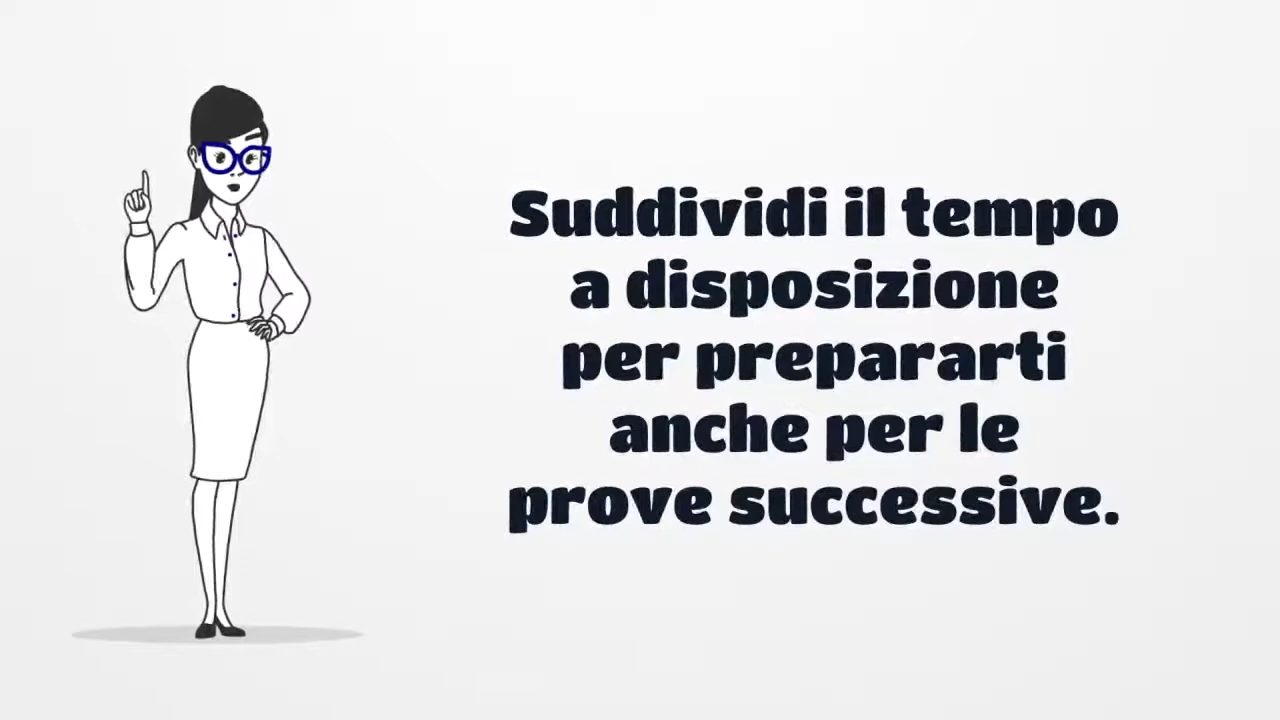 Suddividi il tempo
a disposizione
per prepararti
anche per le
prove successive.